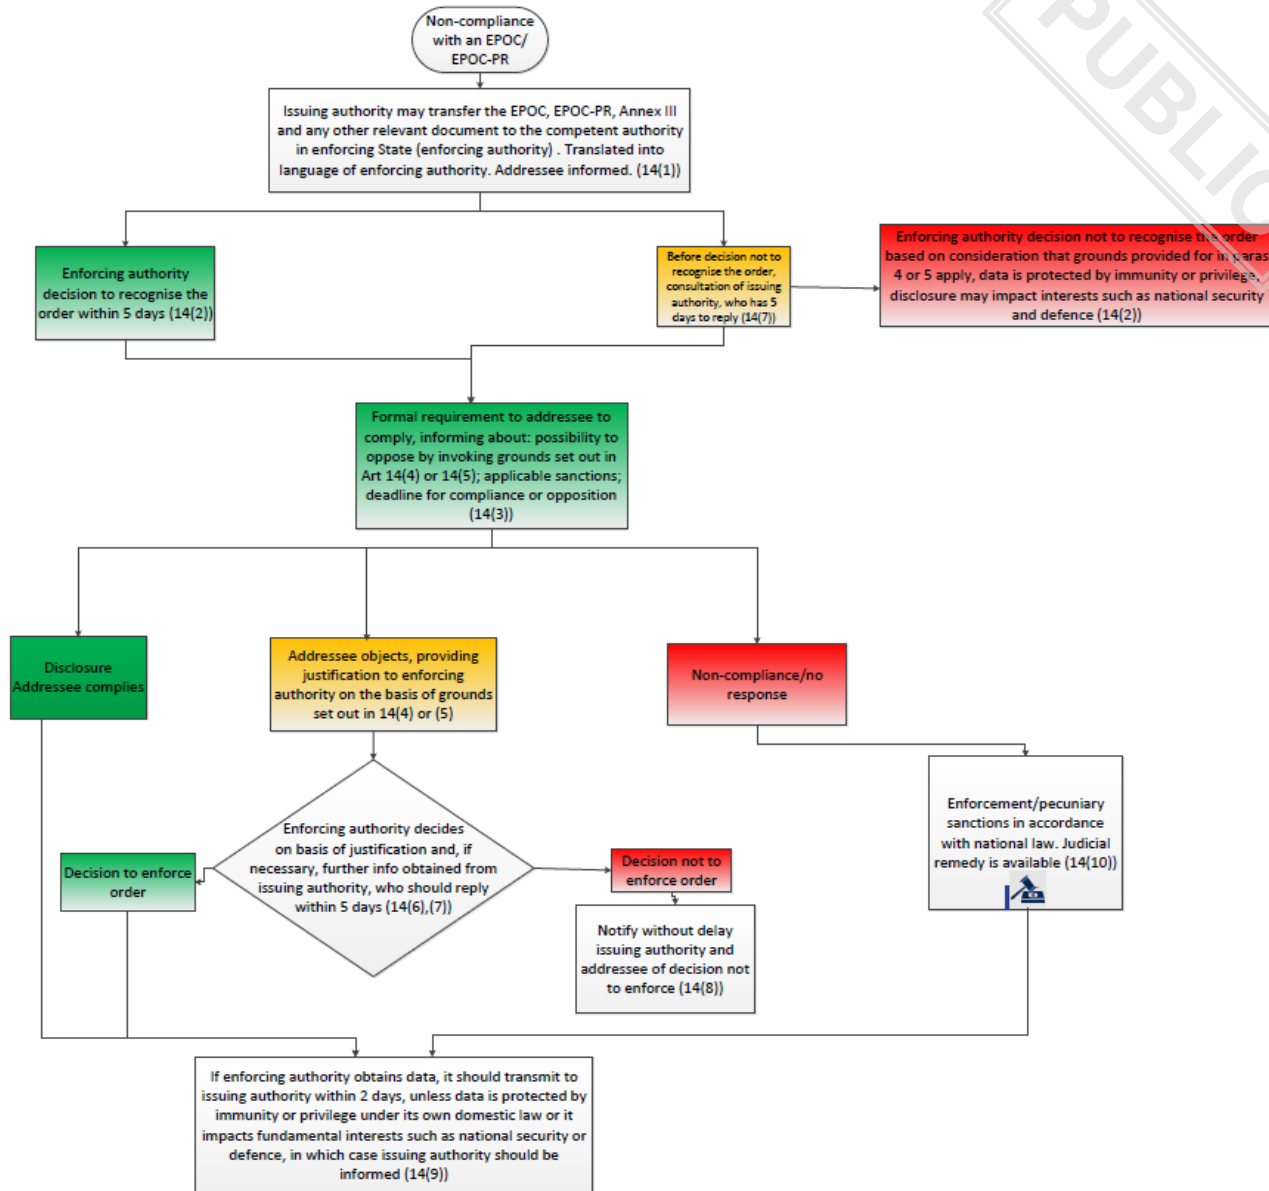 PUBLIC
Non-compliance
with an EPOC/
EPOC-PR
Issuing authority may transfer the EPOC, EPOC-PR, Annex III
and any other relevant document to the competent authority
in enforcing State (enforcing authority) . Translated into
language of enforcing authority. Addressee informed. (14(1))
Enforcing authority
decision to recognise the
order within 5 days (14(2))
Before decision not to
recognise the order,
consultation of issuing
authority, who has 5
days to reply (14(7))
Enforcing authority decision not to recognise the order
based on consideration that grounds provided for in paras
4 or 5 apply, data is protected by immunity or privilege,
disclosure may impact interests such as national security
and defence (14(2))
Formal requirement to addressee to
comply, informing about: possibility to
oppose by invoking grounds set out in
Art 14(4) or 14(5); applicable sanctions;
deadline for compliance or opposition
(14(3))
Disclosure
Addressee complies
Addressee objects, providing
justification to enforcing
authority on the basis of grounds
set out in 14(4) or (5)
Non-compliance/no
response
Enforcing authority decides
on basis of justification and, if
necessary, further info obtained from
issuing authority, who should reply
within 5 days (14(6),(7))
Decision to enforce
order
Decision not to
enforce order
Notify without delay
issuing authority and
addressee of decision not
to enforce (14(8))
Enforcement/pecuniary
sanctions in accordance
with national law. Judicial
remedy is available (14(10))
If enforcing authority obtains data, it should transmit to
issuing authority within 2 days, unless data is protected by
immunity or privilege under its own domestic law or it
impacts fundamental interests such as national security or
defence, in which case issuing authority should be
informed (14(9))